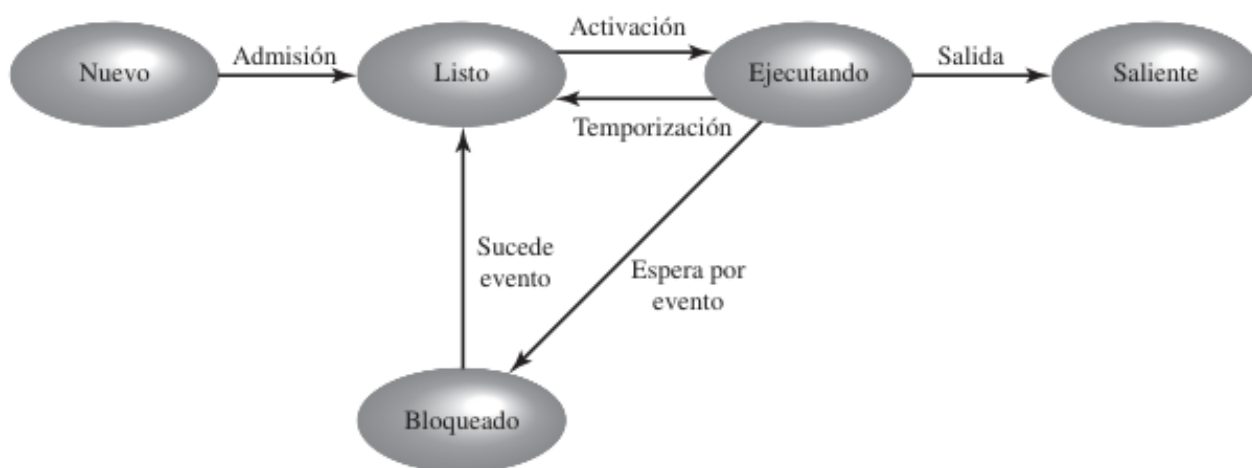 Nuevo
Admisión
Listo
Activación
Ejecutando
Salida
Saliente
Temporización
Sucede
evento
Espera por
evento
Bloqueado